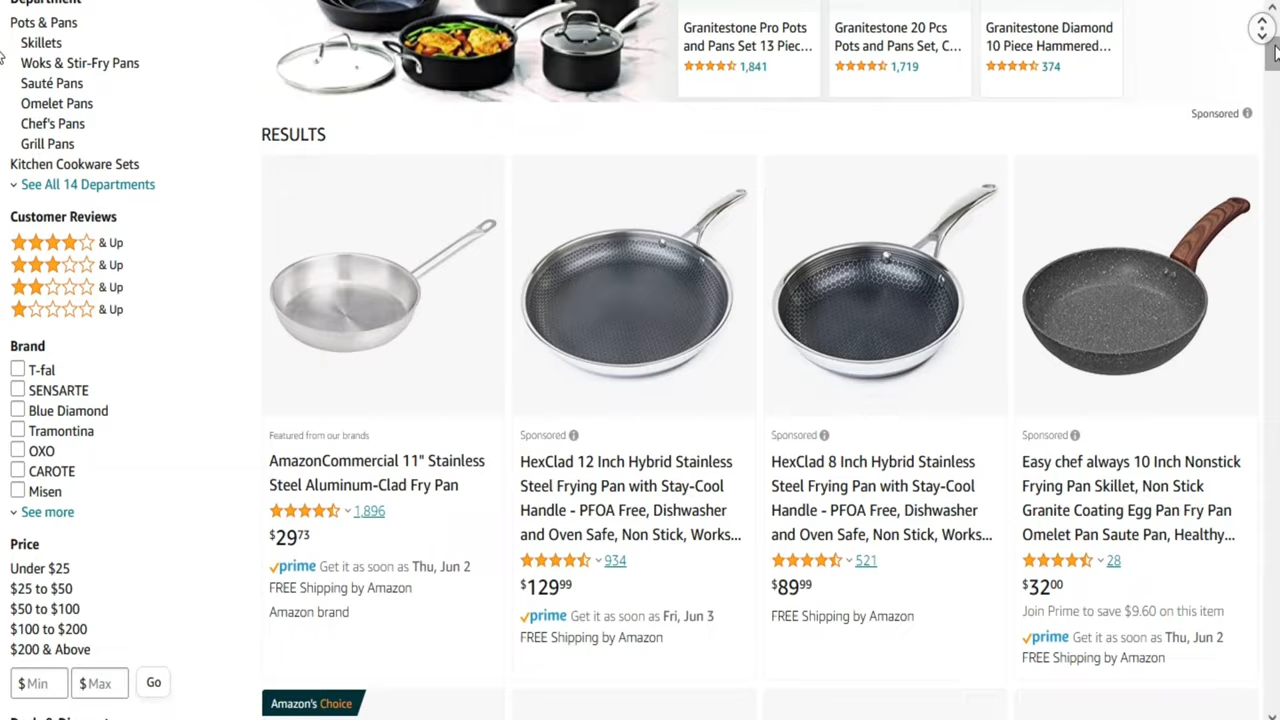 Department
Pots & Pans
Skillets
Woks & Stir-Fry Pans
Sauté Pans
Omelet Pans
Chef's Pans
Grill Pans
Kitchen Cookware Sets
See All 14 Departments
Customer Reviews
& Up
& Up
& Up
& Up
Brand
T-fal
SENSARTE
Blue Diamond
Tramontina
OXO
CAROTE
Misen
See more
Price
Under $25
$25 to $50
$50 to $100
$100 to $200
$200 & Above
$ Min $ Max Go
Granitestone Pro Pots
and Pans Set 13 Piec...
1,841
Granitestone 20 Pcs
Pots and Pans Set, C...
1,719
Granitestone Diamond
10 Piece Hammered...
374
Sponsored
RESULTS
Featured from our brands
AmazonCommercial 11" Stainless
Steel Aluminum-Clad Fry Pan
1,896
$2973
prime Get it as soon as Thu, Jun 2
FREE Shipping by Amazon
Amazon brand
Sponsored
HexClad 12 Inch Hybrid Stainless
Steel Frying Pan with Stay-Cool
Handle - PFOA Free, Dishwasher
and Oven Safe, Non Stick, Works...
934
$12999
prime Get it as soon as Fri, Jun 3
FREE Shipping by Amazon
Sponsored
HexClad 8 Inch Hybrid Stainless
Steel Frying Pan with Stay-Cool
Handle - PFOA Free, Dishwasher
and Oven Safe, Non Stick, Works...
521
$8999
FREE Shipping by Amazon
Sponsored
Easy chef always 10 Inch Nonstick
Frying Pan Skillet, Non Stick
Granite Coating Egg Pan Fry Pan
Omelet Pan Saute Pan, Healthy...
28
$3200
Join Prime to save $9.60 on this item
prime Get it as soon as Thu, Jun 2
FREE Shipping by Amazon
Amazon's Choice